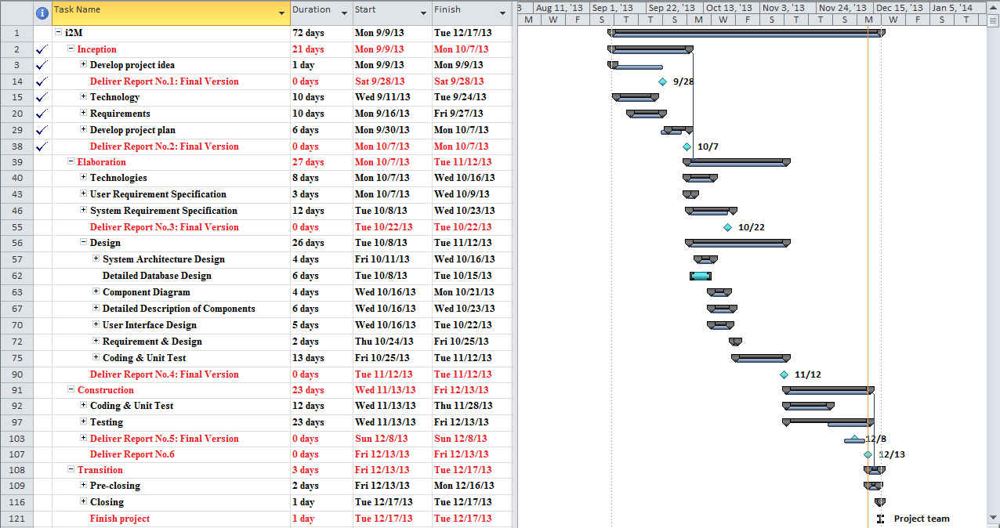 Task Name Duration Start Finish 3 Aug 11, '13 Sep 1, '13 Sep 22, '13 Oct 13, '13 Nov 3, '13 Nov 24, '13 Dec 15, '13 Jan 5, '14
M W F S T T S M W F S T T S M W F S T
1 i2M 72 days Mon 9/9/13 Tue 12/17/13
2 Inception 21 days Mon 9/9/13 Mon 10/7/13
3 Develop project idea 1 day Mon 9/9/13 Mon 9/9/13
14 Deliver Report No.1: Final Version 0 days Sat 9/28/13 Sat 9/28/13 9/28
15 Technology 10 days Wed 9/11/13 Tue 9/24/13
20 Requirements 10 days Mon 9/16/13 Fri 9/27/13
29 Develop project plan 6 days Mon 9/30/13 Mon 10/7/13
38 Deliver Report No.2: Final Version 0 days Mon 10/7/13 Mon 10/7/13 10/7
39 Elaboration 27 days Mon 10/7/13 Tue 11/12/13
40 Technologies 8 days Mon 10/7/13 Wed 10/16/13
43 User Requirement Specification 3 days Mon 10/7/13 Wed 10/9/13
46 System Requirement Specification 12 days Tue 10/8/13 Wed 10/23/13
55 Deliver Report No.3: Final Version 0 days Tue 10/22/13 Tue 10/22/13 10/22
56 Design 26 days Tue 10/8/13 Tue 11/12/13
57 System Architecture Design 4 days Fri 10/11/13 Wed 10/16/13
62 Detailed Database Design 6 days Tue 10/8/13 Tue 10/15/13
63 Component Diagram 4 days Wed 10/16/13 Mon 10/21/13
67 Detailed Description of Components 6 days Wed 10/16/13 Wed 10/23/13
70 User Interface Design 5 days Wed 10/16/13 Tue 10/22/13
72 Requirement & Design 2 days Thu 10/24/13 Fri 10/25/13
75 Coding & Unit Test 13 days Fri 10/25/13 Tue 11/12/13
90 Deliver Report No.4: Final Version 0 days Tue 11/12/13 Tue 11/12/13 11/12
91 Construction 23 days Wed 11/13/13 Fri 12/13/13
92 Coding & Unit Test 12 days Wed 11/13/13 Thu 11/28/13
97 Testing 23 days Wed 11/13/13 Fri 12/13/13
103 Deliver Report No.5: Final Version 0 days Sun 12/8/13 Sun 12/8/13 12/8
107 Deliver Report No.6 0 days Fri 12/13/13 Fri 12/13/13 12/13
108 Transition 3 days Fri 12/13/13 Tue 12/17/13
109 Pre-closing 2 days Fri 12/13/13 Mon 12/16/13
116 Closing 1 day Tue 12/17/13 Tue 12/17/13
121 Finish project 1 day Tue 12/17/13 Tue 12/17/13 Project team